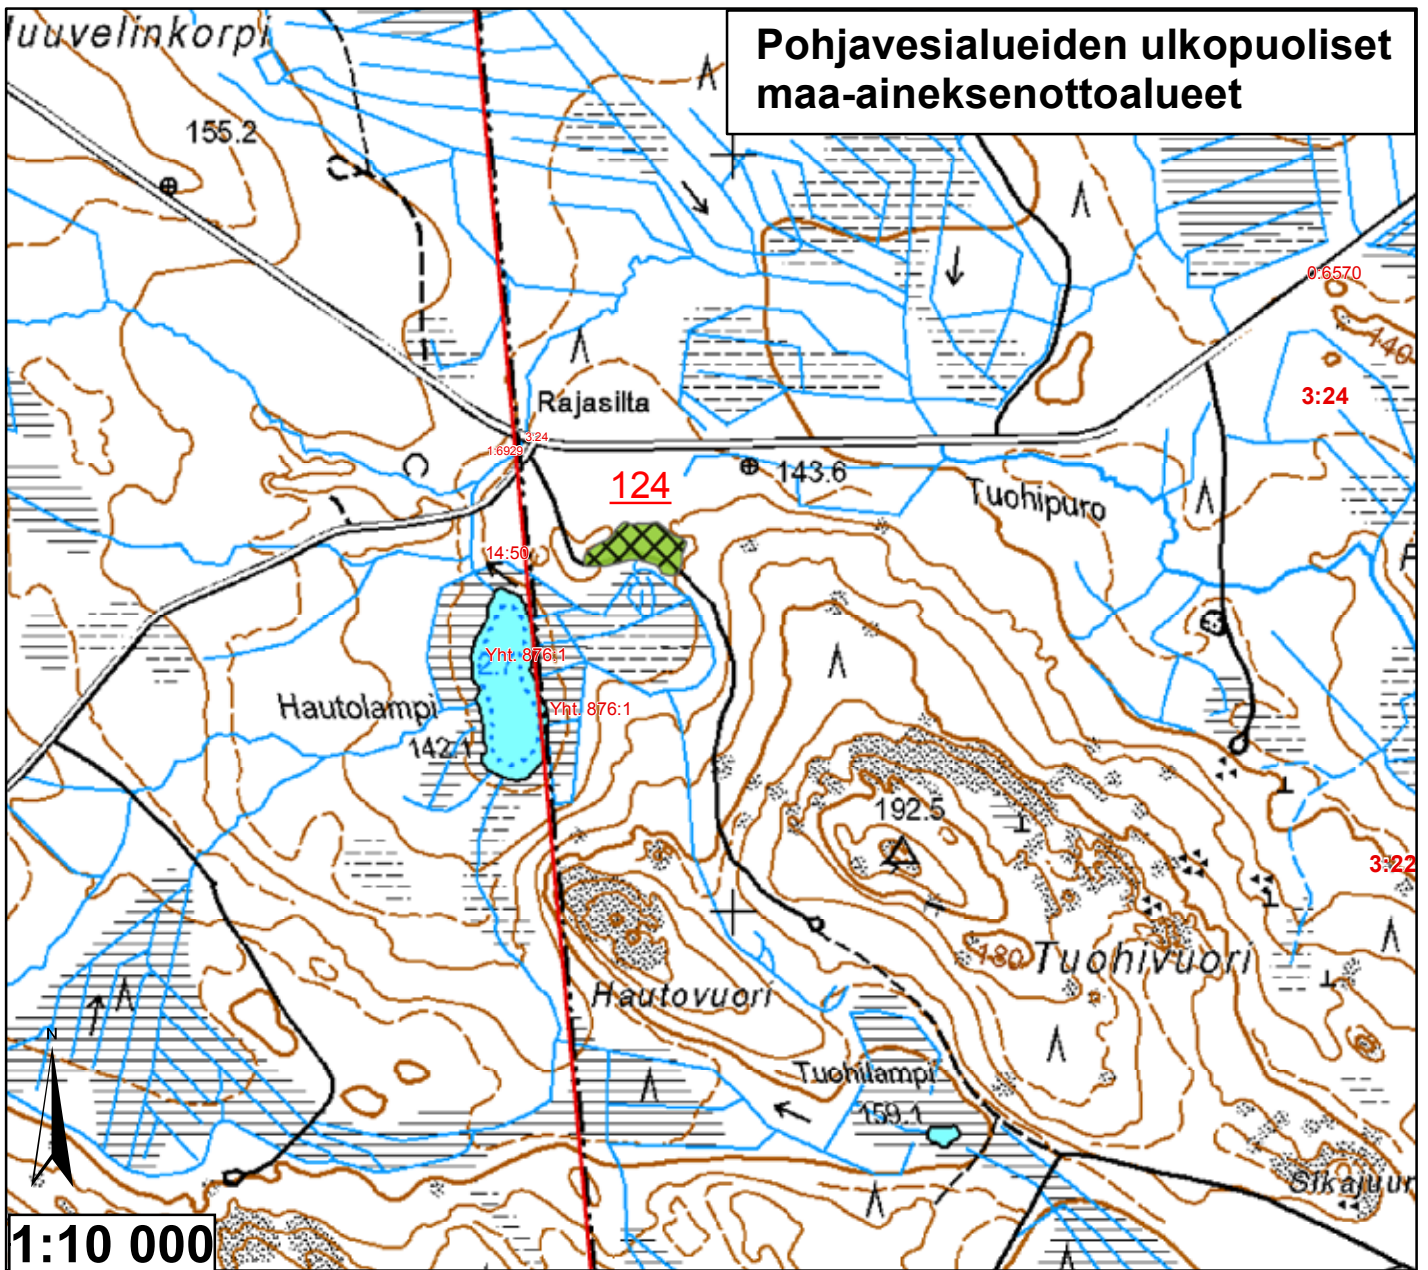 Pohjavesialueiden ulkopuoliset
maa-aineksenottoalueet
155.2
0:6570
140
3:24
Rajasilta
3:24
1:6929
124
143.6
Tuohipuro
14:50
Yht. 876:1
Yht. 876:1
Hautolampi
142.1
192.5
3:22
180
Tuohivuori
Hautovuori
N
Tuohilampi
159.1
1:10 000